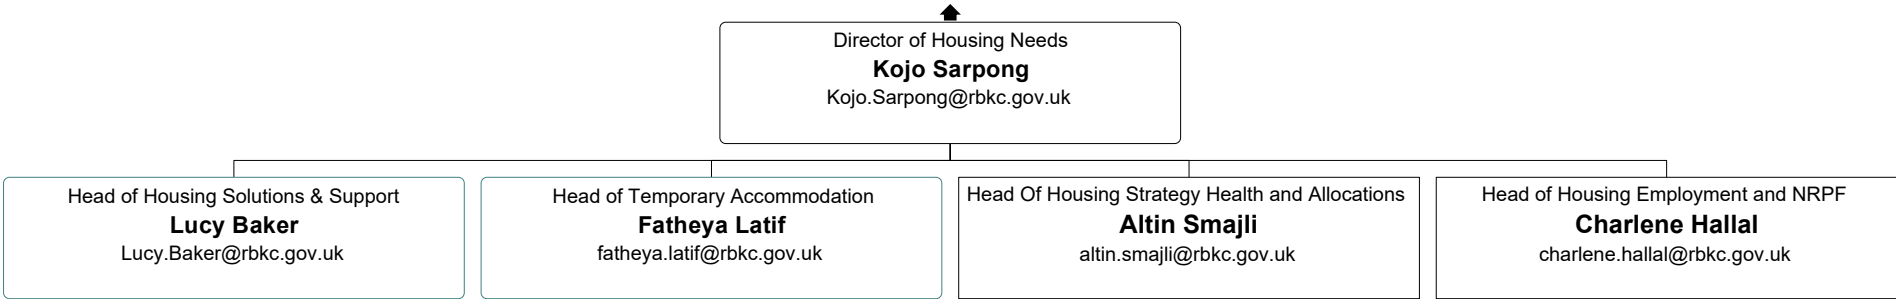 Director of Housing Needs
Kojo Sarpong
Kojo.Sarpong@rbkc.gov.uk
Head of Housing Solutions & Support
Lucy Baker
Lucy.Baker@rbkc.gov.uk
Head of Temporary Accommodation
Fatheya Latif
fatheya.latif@rbkc.gov.uk
Head Of Housing Strategy Health and Allocations
Altin Smajli
altin.smajli@rbkc.gov.uk
Head of Housing Employment and NRPF
Charlene Hallal
charlene.hallal@rbkc.gov.uk